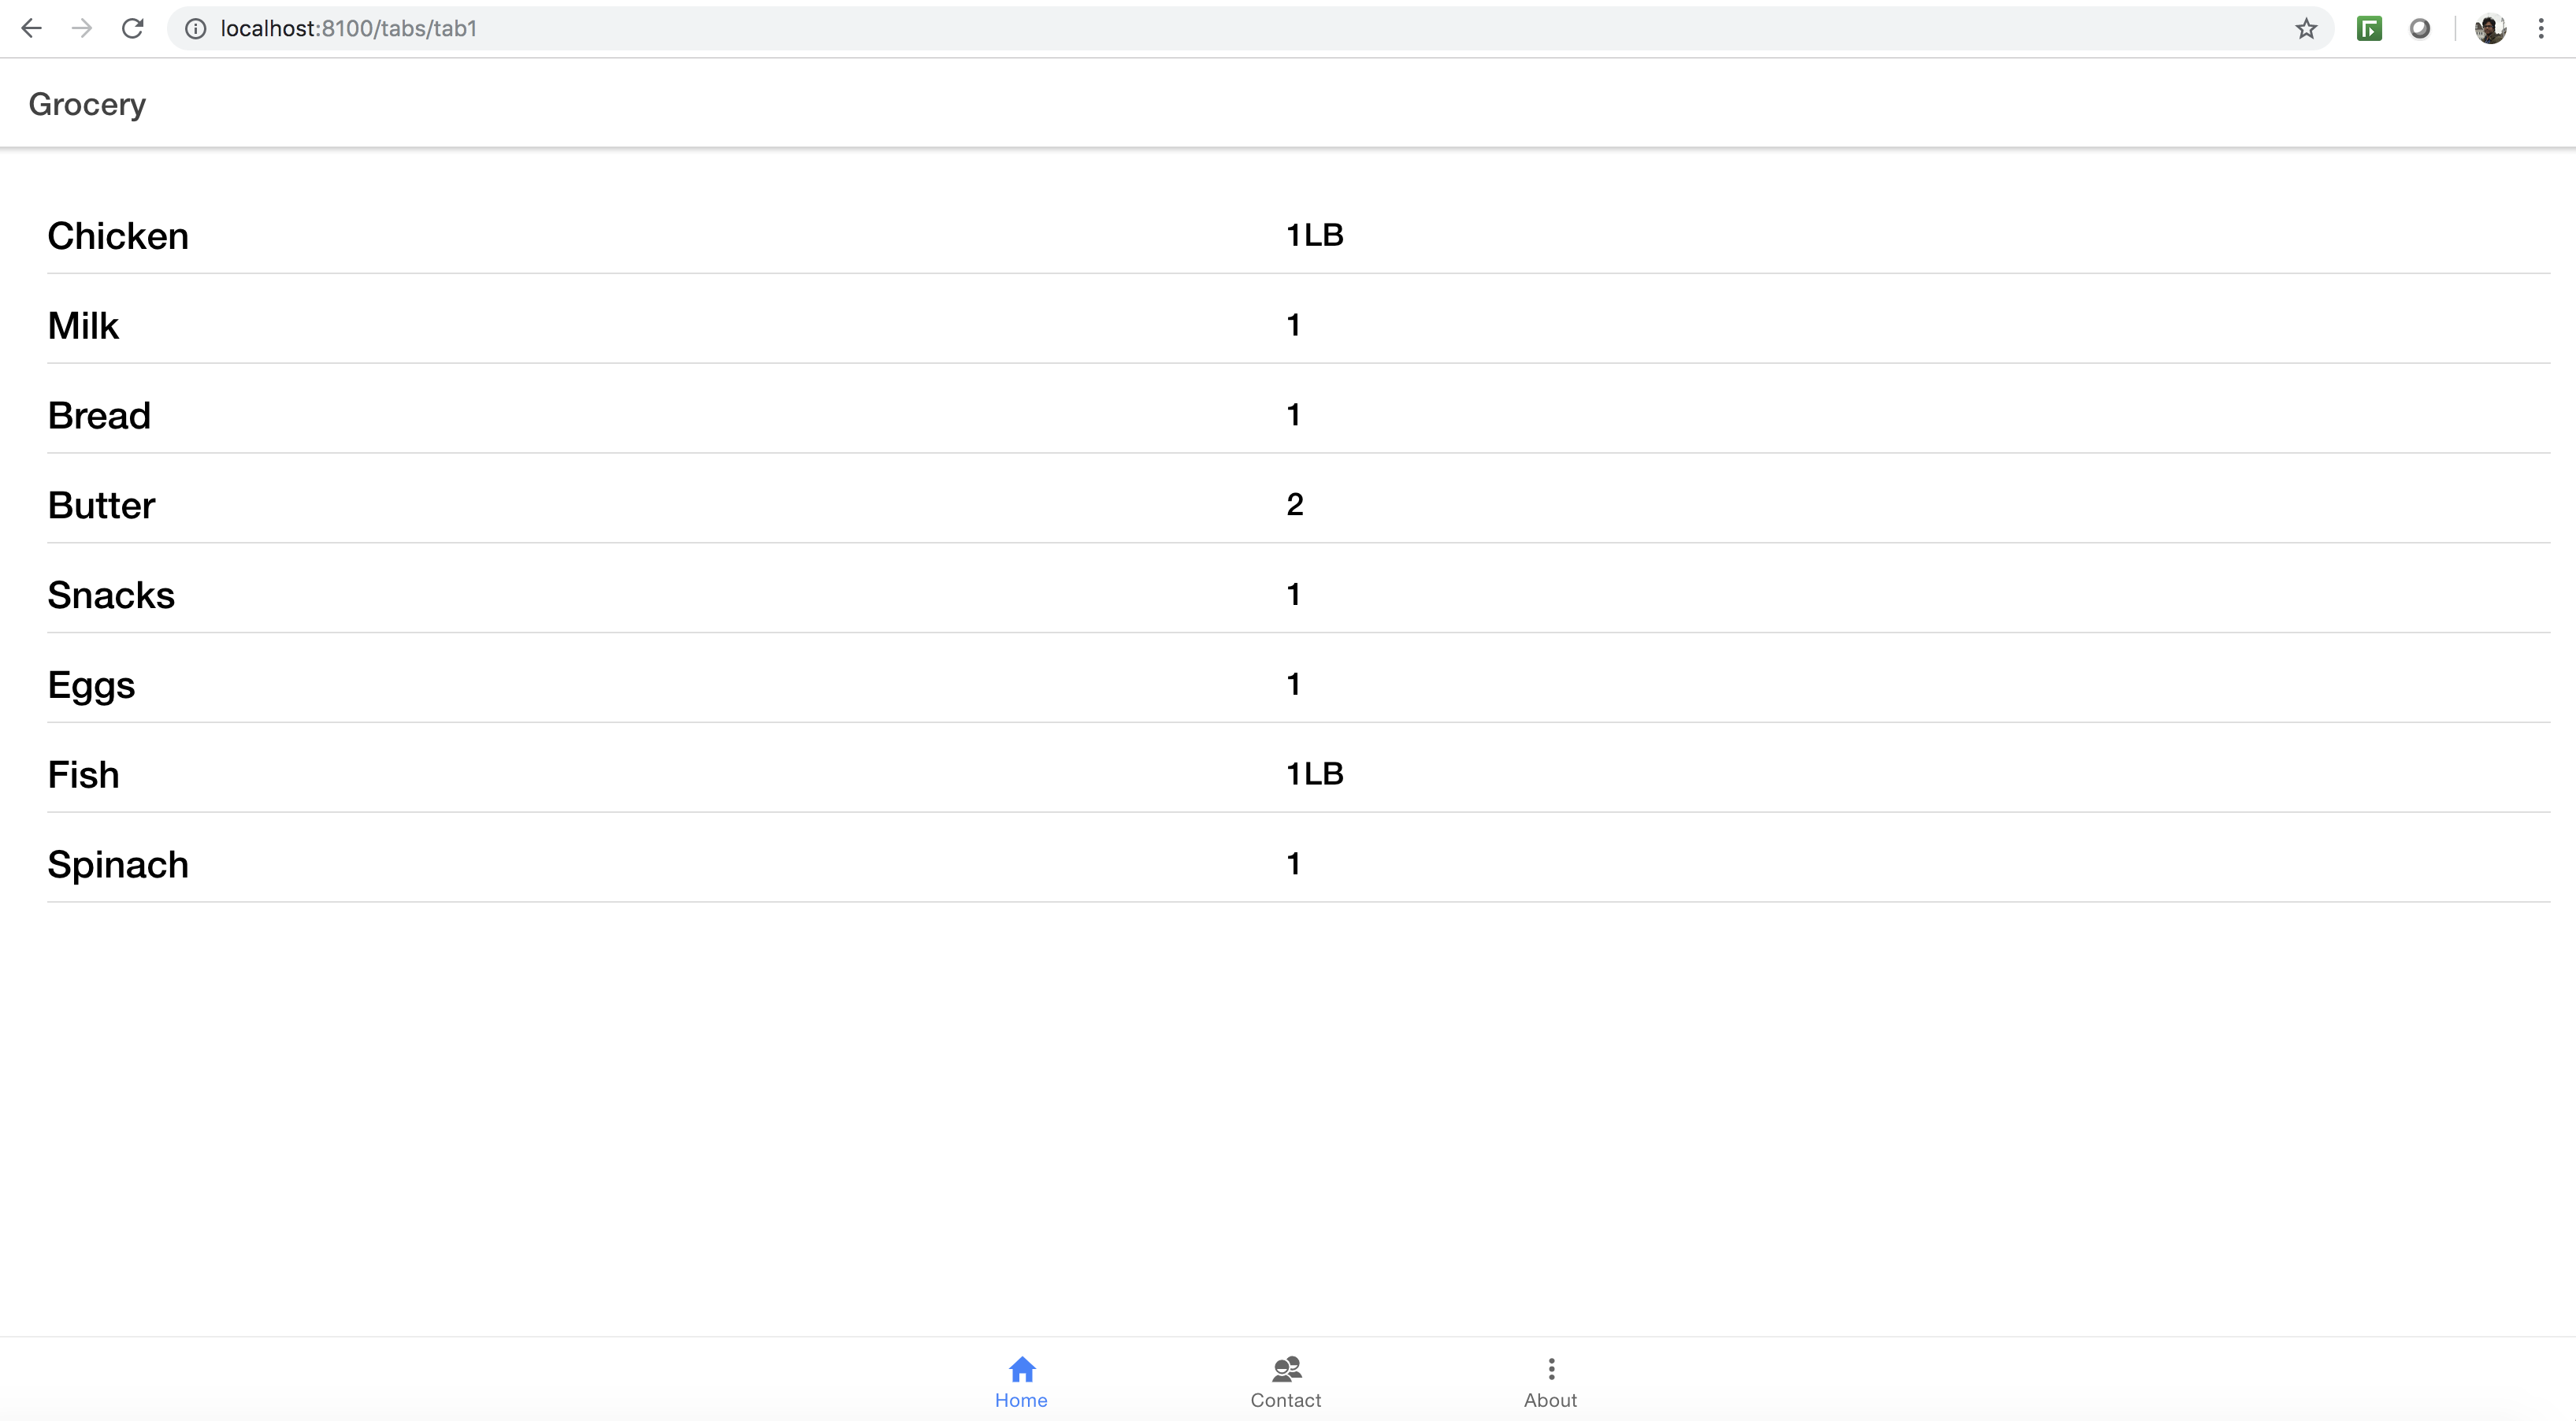 localhost:8100/tabs/tab1
Grocery
Chicken 1LB
Milk 1
Bread 1
Butter 2
Snacks 1
Eggs 1
Fish 1LB
Spinach 1
Home Contact About